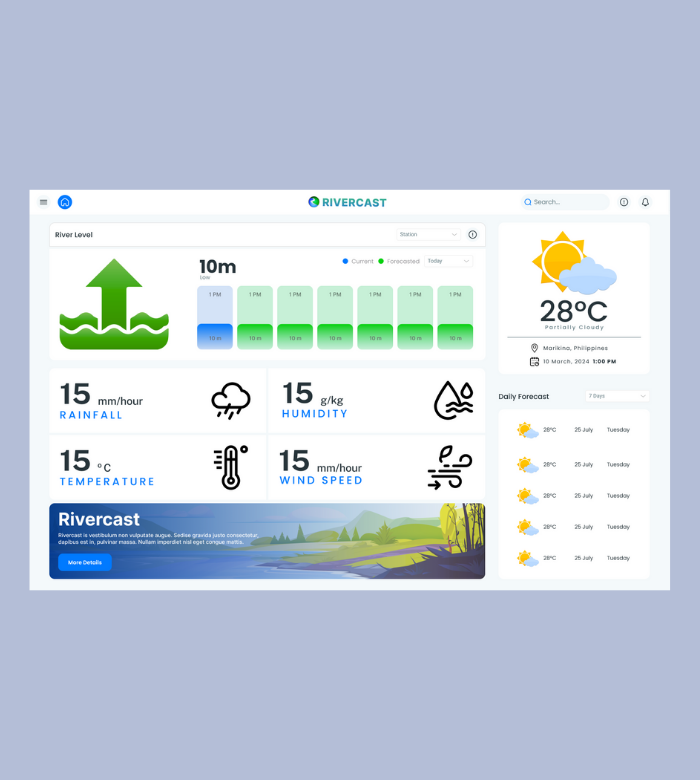 RIVERCAST
Search...
River Level
Station
10m
Low
Current
Forecasted
Today
1 PM 1 PM 1 PM 1 PM 1 PM 1 PM 1 PM
10 m 10 m 10 m 10 m 10 m 10 m 10 m
15 mm/hour
RAINFALL
15 g/kg
HUMIDITY
15 °C
TEMPERATURE
15 mm/hour
WIND SPEED
Rivercast
Rivercast is vestibulum non vulputate augue. Sedise gravida justo consectetur,
dapibus est in, pulvinar massa. Nullam imperdiet nisl eget congue mattis.
More Details
28°C
Partially Cloudy
Marikina, Philippines
10 March, 2024 1:00 PM
Daily Forecast
7 Days
28°C 25 July Tuesday
28°C 25 July Tuesday
28°C 25 July Tuesday
28°C 25 July Tuesday
28°C 25 July Tuesday